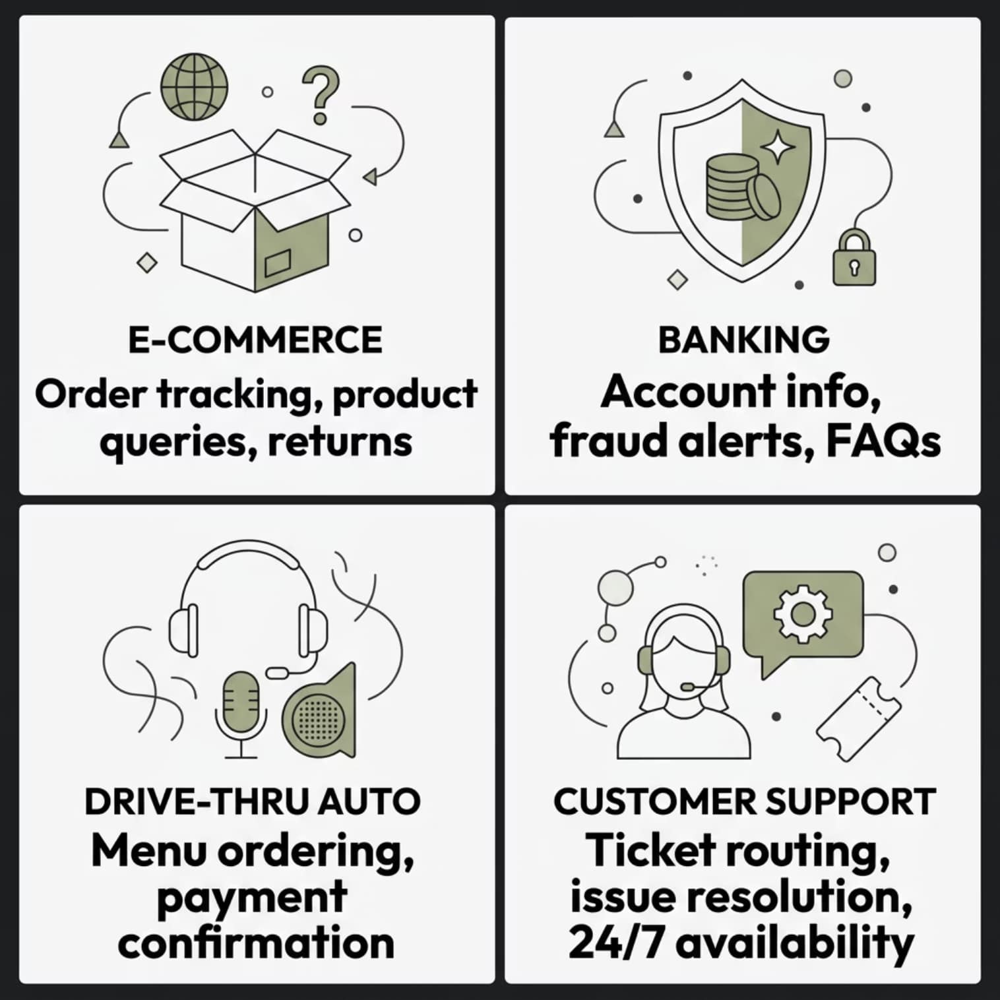 E-COMMERCE
Order tracking, product
queries, returns
BANKING
Account info,
fraud alerts, FAQs
DRIVE-THRU AUTO
Menu ordering,
payment
confirmation
CUSTOMER SUPPORT
Ticket routing,
issue resolution,
24/7 availability